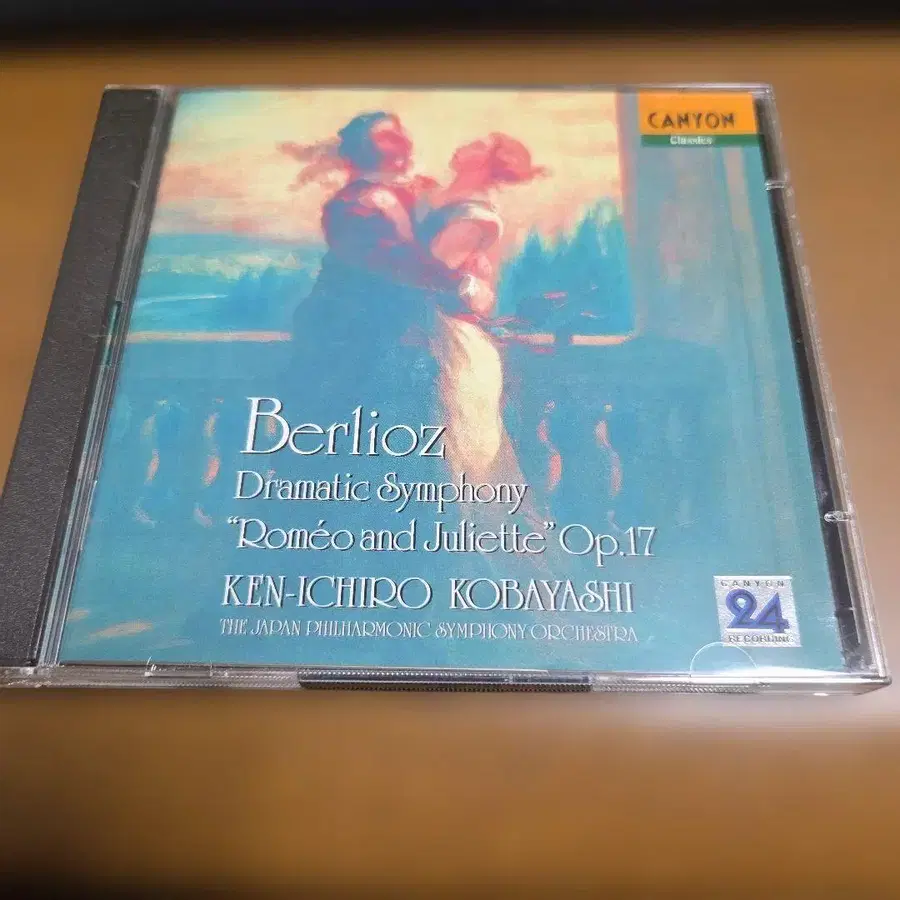 CANYON
Classics
Berlioz
Dramatic Symphony
“Roméo and Juliette” Op.17
KEN-ICHIRO KOBAYASHI
THE JAPAN PHILHARMONIC SYMPHONY ORCHESTRA
CANYON
24
RECORDING